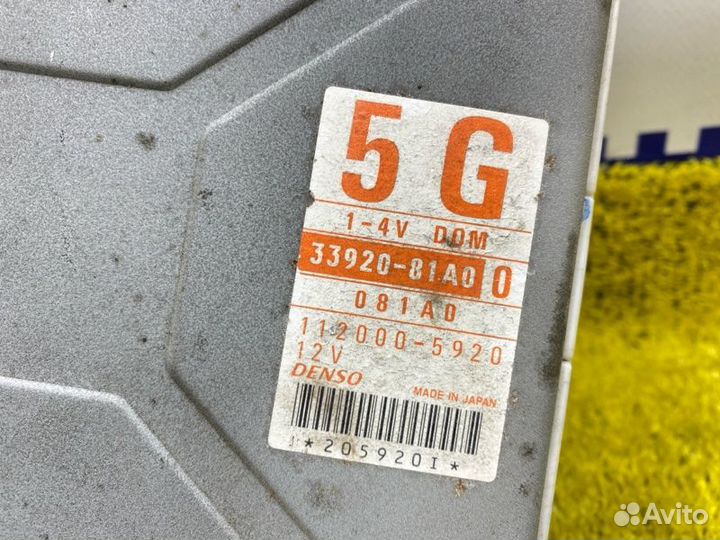 5 G
1-4V DOM
33920-81A0 0
081A0
112000-5920
12V
DENSO MADE IN JAPAN
*205920I*
Avito